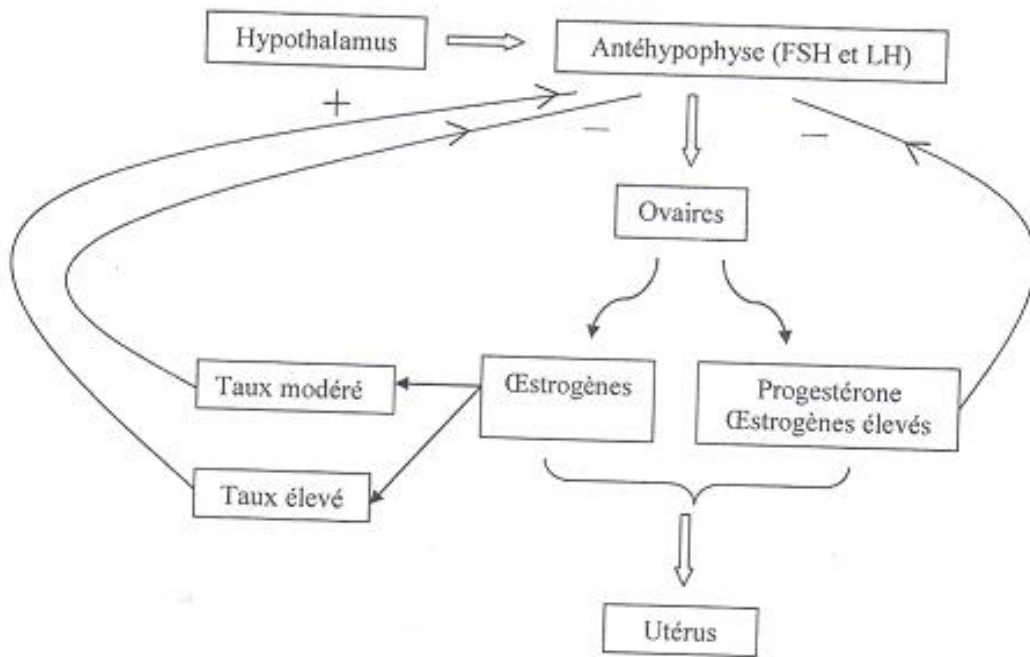 Hypothalamus
Antéhypophyse (FSH et LH)
+
−
−
Ovaires
Taux modéré
Œstrogènes
Progestérone
Œstrogènes élevés
Taux élevé
Utérus